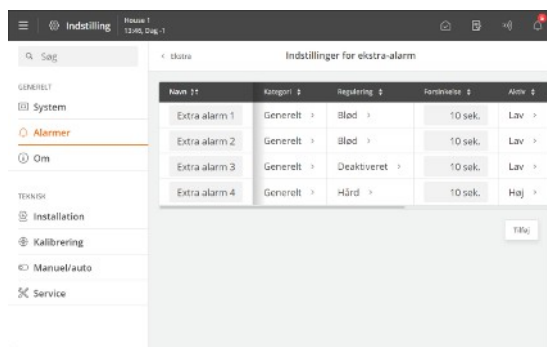 Indstilling
House 1
13:46, Dag -1
Søg
Ekstra
Indstillinger for ekstra-alarm
GENERELT
System
Alarmer
Om
TEKNISK
Installation
Kalibrering
Manuel/auto
Service
Navn Kategori Regulering Forsinkelse Aktiv
Extra alarm 1 Generelt Blød 10 sek. Lav
Extra alarm 2 Generelt Blød 10 sek. Lav
Extra alarm 3 Generelt Deaktiveret 10 sek. Lav
Extra alarm 4 Generelt Hård 10 sek. Høj
Tilføj